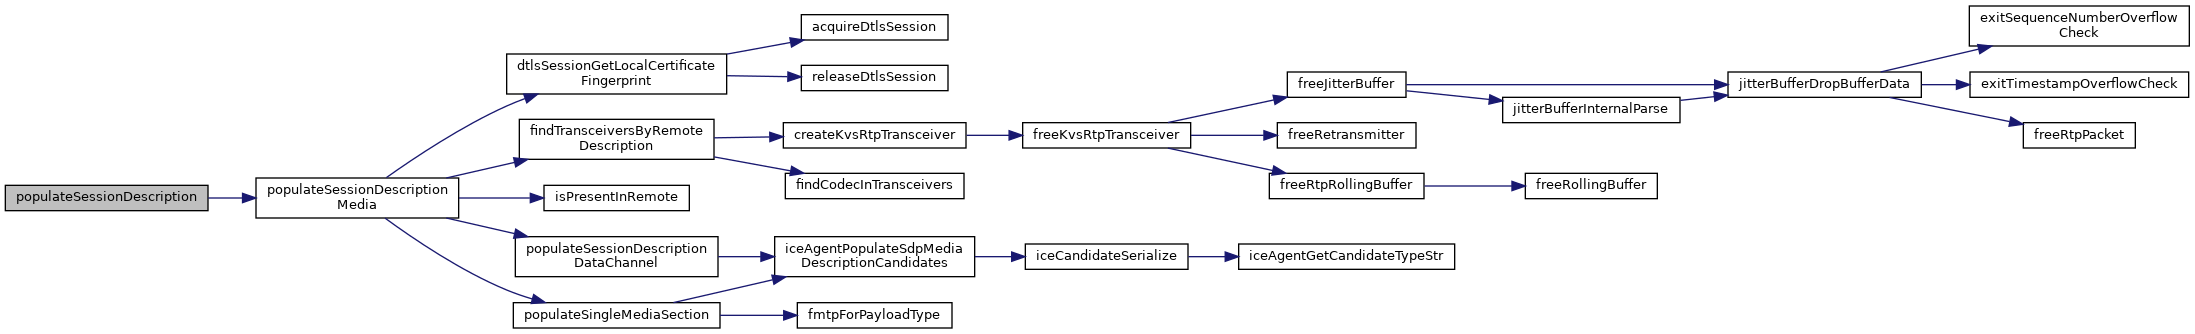 populateSessionDescription
populateSessionDescription
Media
dtlsSessionGetLocalCertificate
Fingerprint
acquireDtlsSession
releaseDtlsSession
findTransceiversByRemote
Description
createKvsRtpTransceiver
freeKvsRtpTransceiver
freeJitterBuffer
jitterBufferInternalParse
jitterBufferDropBufferData
exitSequenceNumberOverflow
Check
exitTimestampOverflowCheck
freeRtpPacket
freeRetransmitter
freeRtpRollingBuffer
freeRollingBuffer
findCodecInTransceivers
isPresentInRemote
populateSessionDescription
DataChannel
iceAgentPopulateSdpMedia
DescriptionCandidates
iceCandidateSerialize
iceAgentGetCandidateTypeStr
populateSingleMediaSection
fmtpForPayloadType